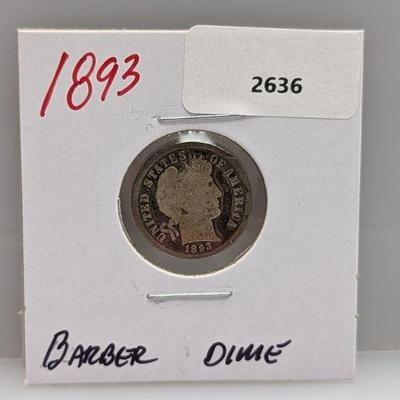 1893
2636
UNITED STATES OF AMERICA
1893
BARBER DIME